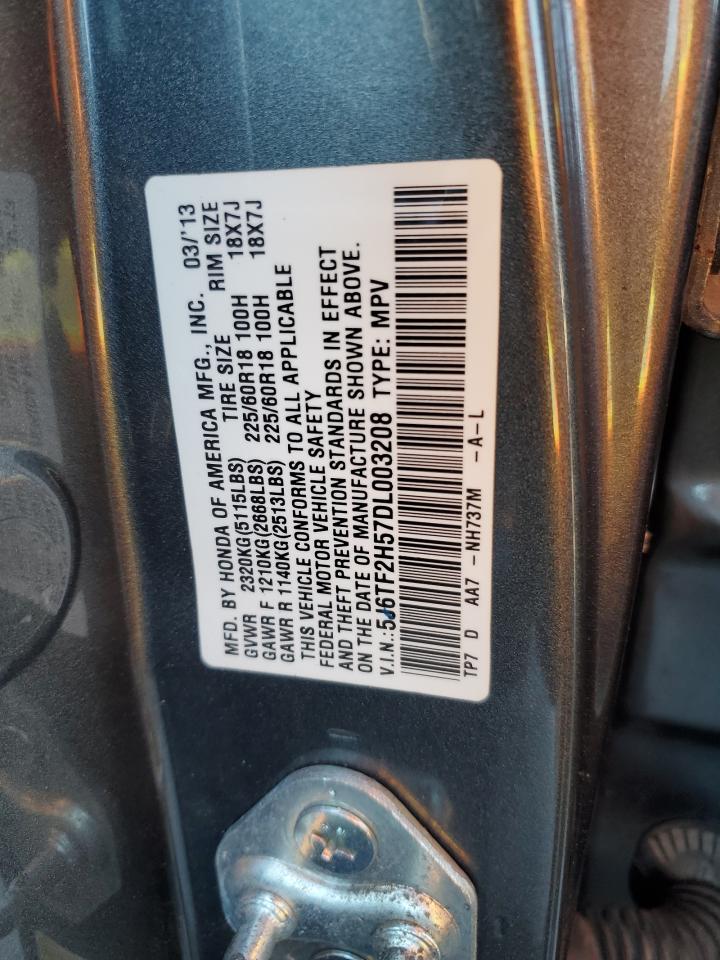 MFD. BY HONDA OF AMERICA MFG., INC. 03/'13
GVWR 2320KG(5115LBS) TIRE SIZE RIM SIZE
GAWR F 1210KG(2668LBS) 225/60R18 100H 18X7J
GAWR R 1140KG(2513LBS) 225/60R18 100H 18X7J
THIS VEHICLE CONFORMS TO ALL APPLICABLE
FEDERAL MOTOR VEHICLE SAFETY
AND THEFT PREVENTION STANDARDS IN EFFECT
ON THE DATE OF MANUFACTURE SHOWN ABOVE.
V.I.N.:5J6TF2H57DL003208 TYPE: MPV
TP7 D AA7 -NH737M -A-L